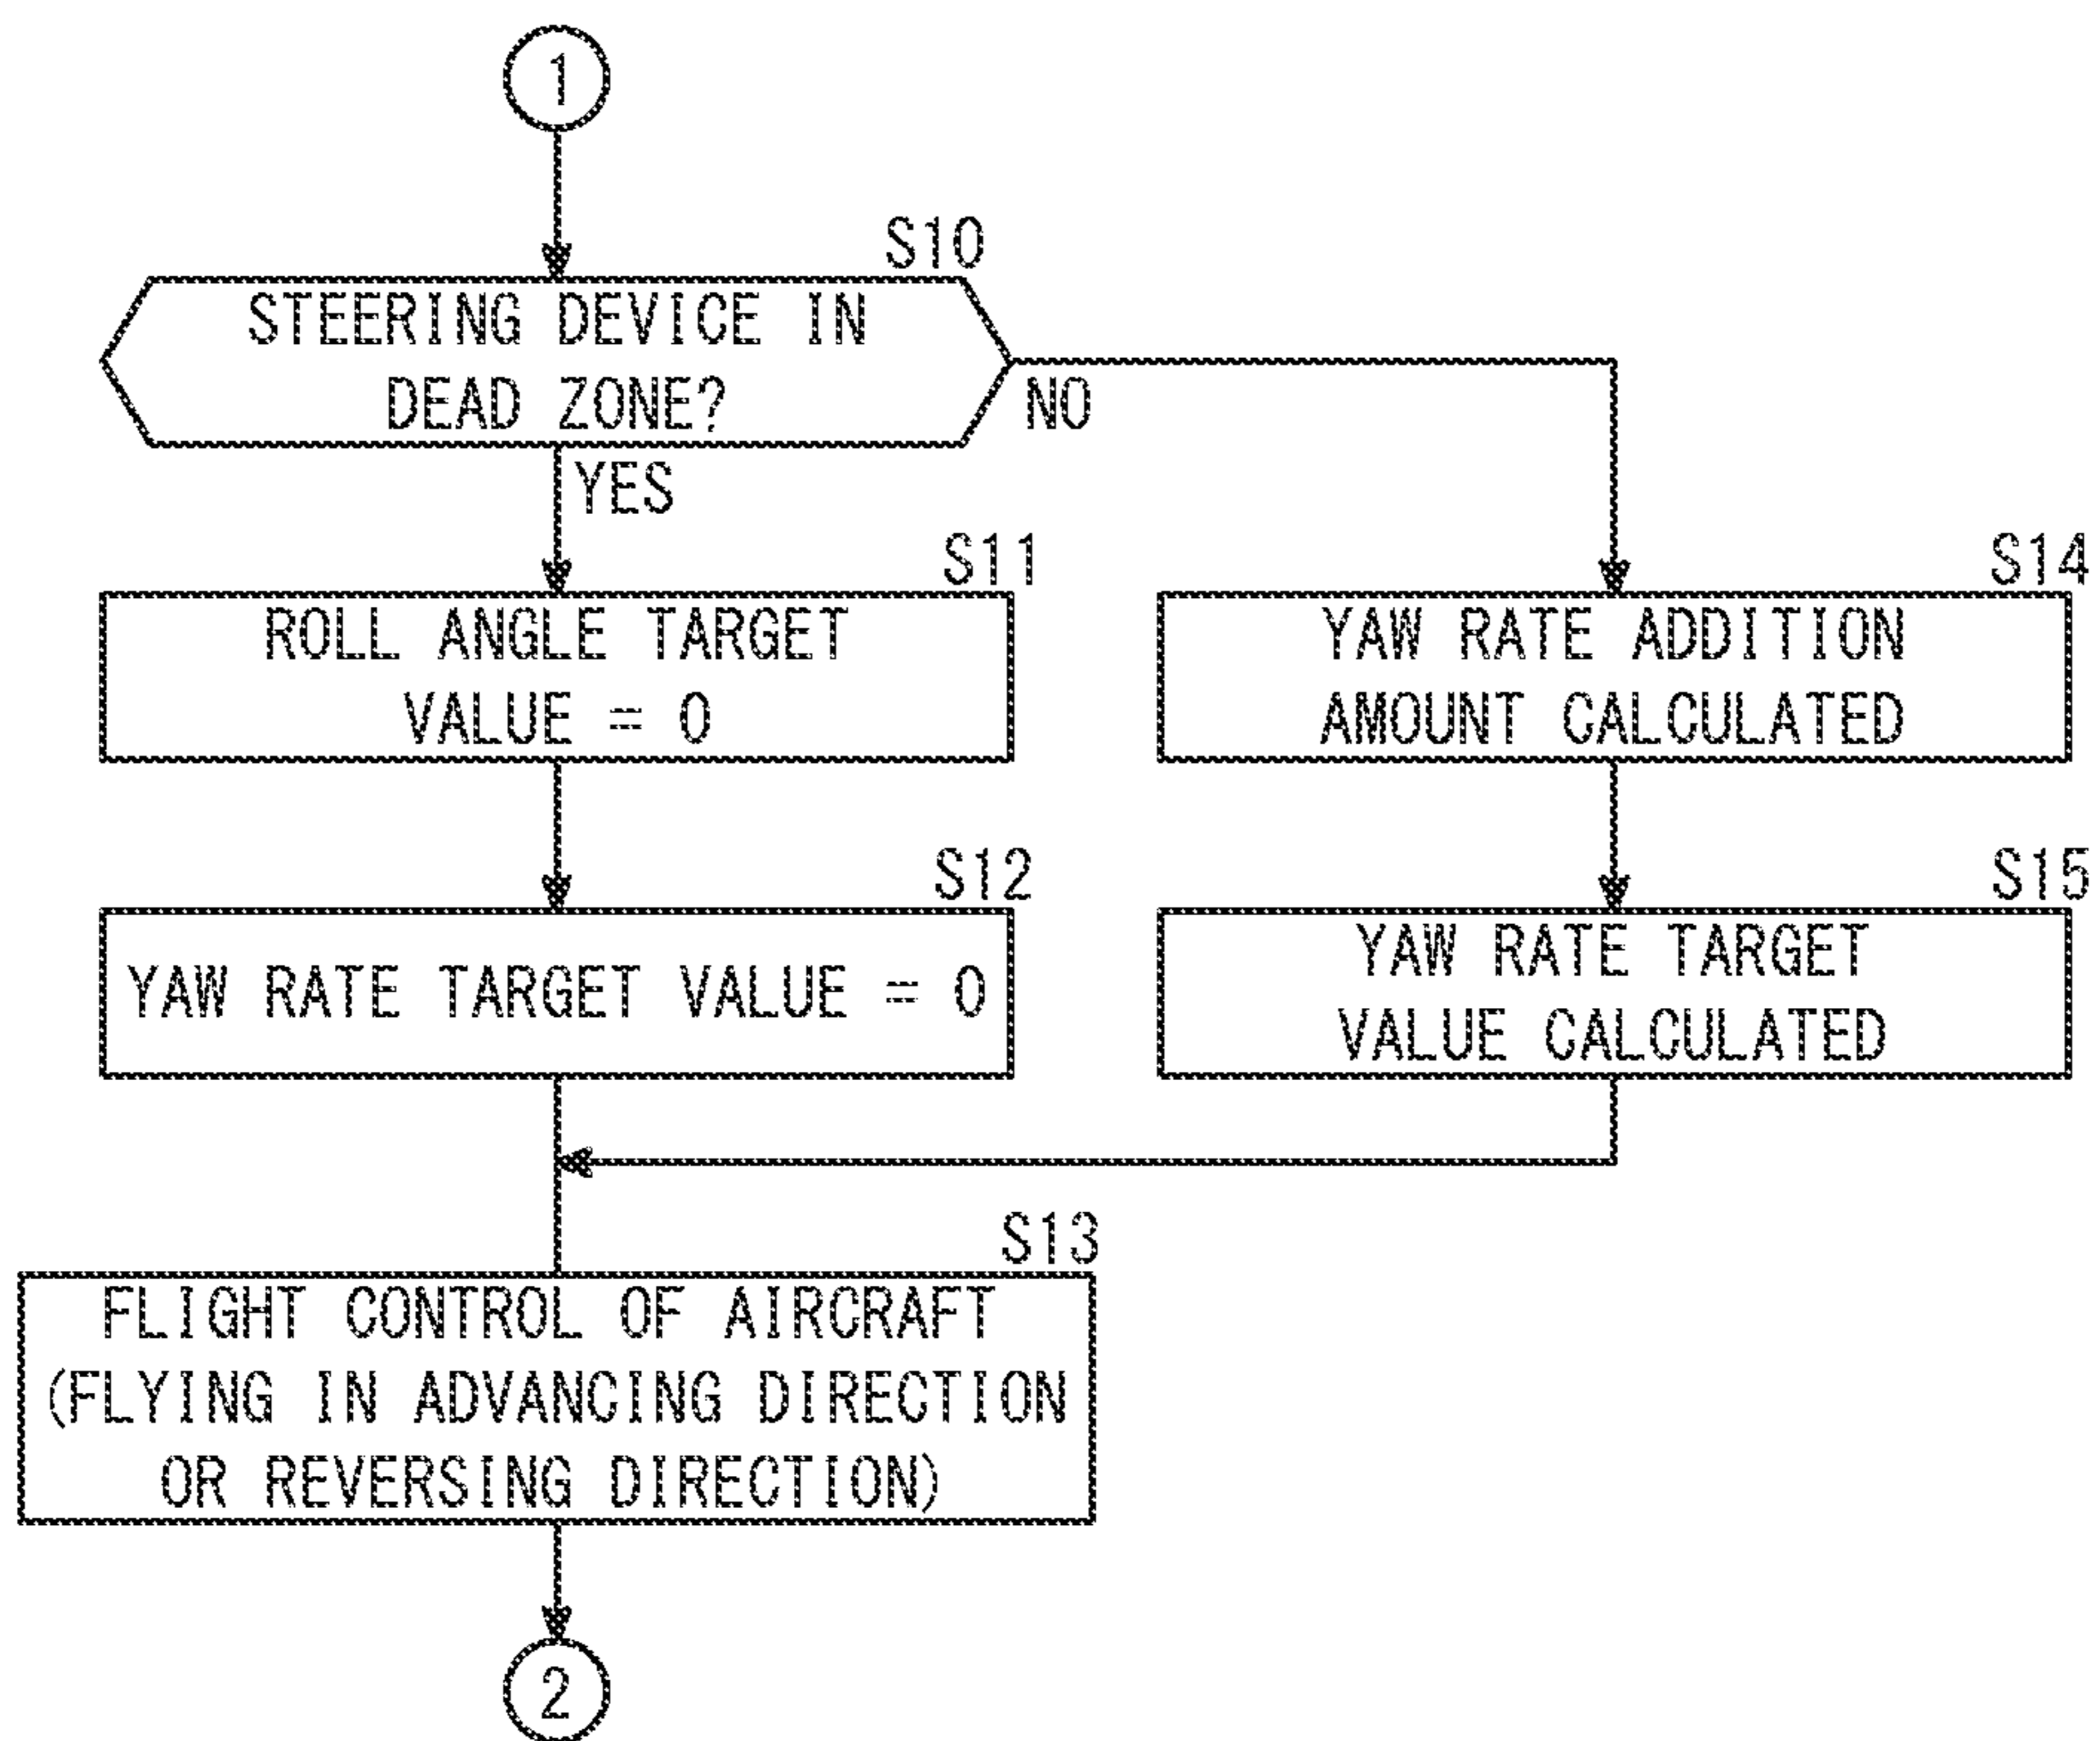 1
S10
STEERING DEVICE IN
DEAD ZONE?
NO
YES
S11
ROLL ANGLE TARGET
VALUE = 0
S14
YAW RATE ADDITION
AMOUNT CALCULATED
S12
YAW RATE TARGET VALUE = 0
S15
YAW RATE TARGET
VALUE CALCULATED
S13
FLIGHT CONTROL OF AIRCRAFT
(FLYING IN ADVANCING DIRECTION
OR REVERSING DIRECTION)
2